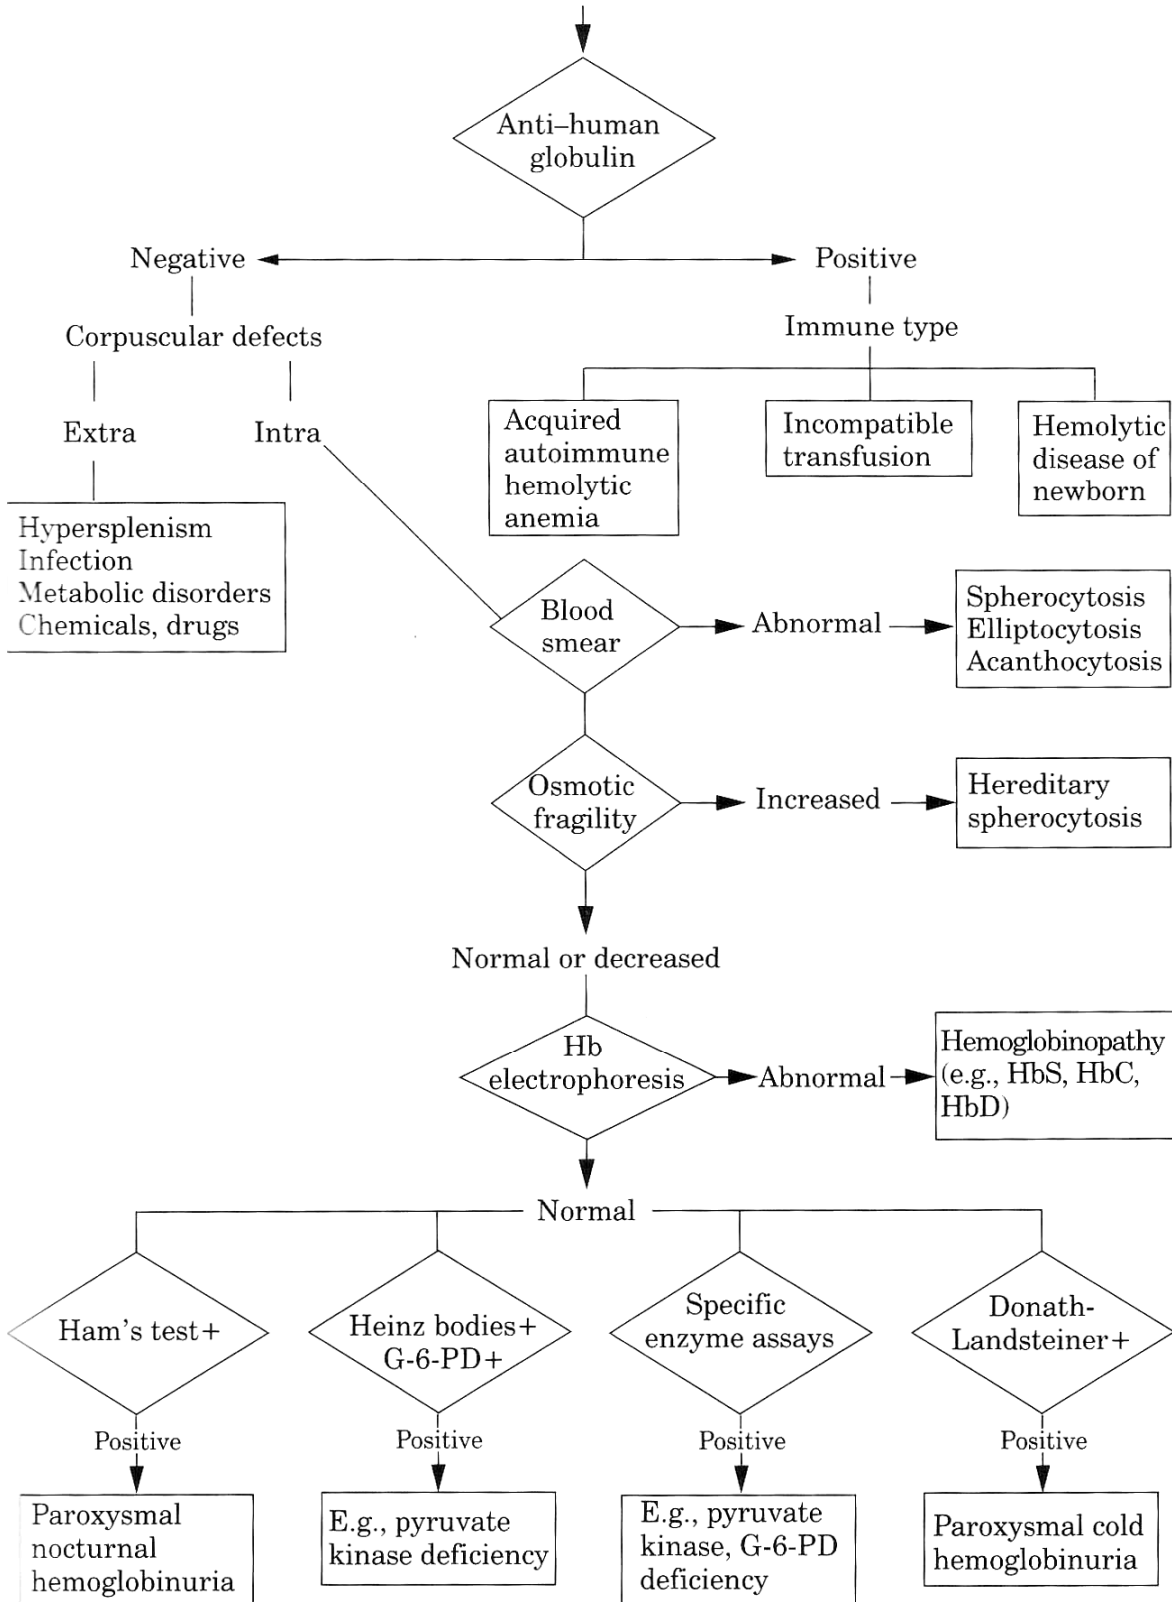 Anti–human
globulin
Negative
Positive
Corpuscular defects
Immune type
Extra
Intra
Acquired
autoimmune
hemolytic
anemia
Incompatible
transfusion
Hemolytic
disease of
newborn
Hypersplenism
Infection
Metabolic disorders
Chemicals, drugs
Blood
smear
Abnormal
Spherocytosis
Elliptocytosis
Acanthocytosis
Osmotic
fragility
Increased
Hereditary
spherocytosis
Normal or decreased
Hb
electrophoresis
Abnormal
Hemoglobinopathy
(e.g., HbS, HbC,
HbD)
Normal
Ham's test+
Heinz bodies+
G-6-PD+
Specific
enzyme assays
Donath-
Landsteiner+
Positive
Positive
Positive
Positive
Paroxysmal
nocturnal
hemoglobinuria
E.g., pyruvate
kinase deficiency
E.g., pyruvate
kinase, G-6-PD
deficiency
Paroxysmal cold
hemoglobinuria